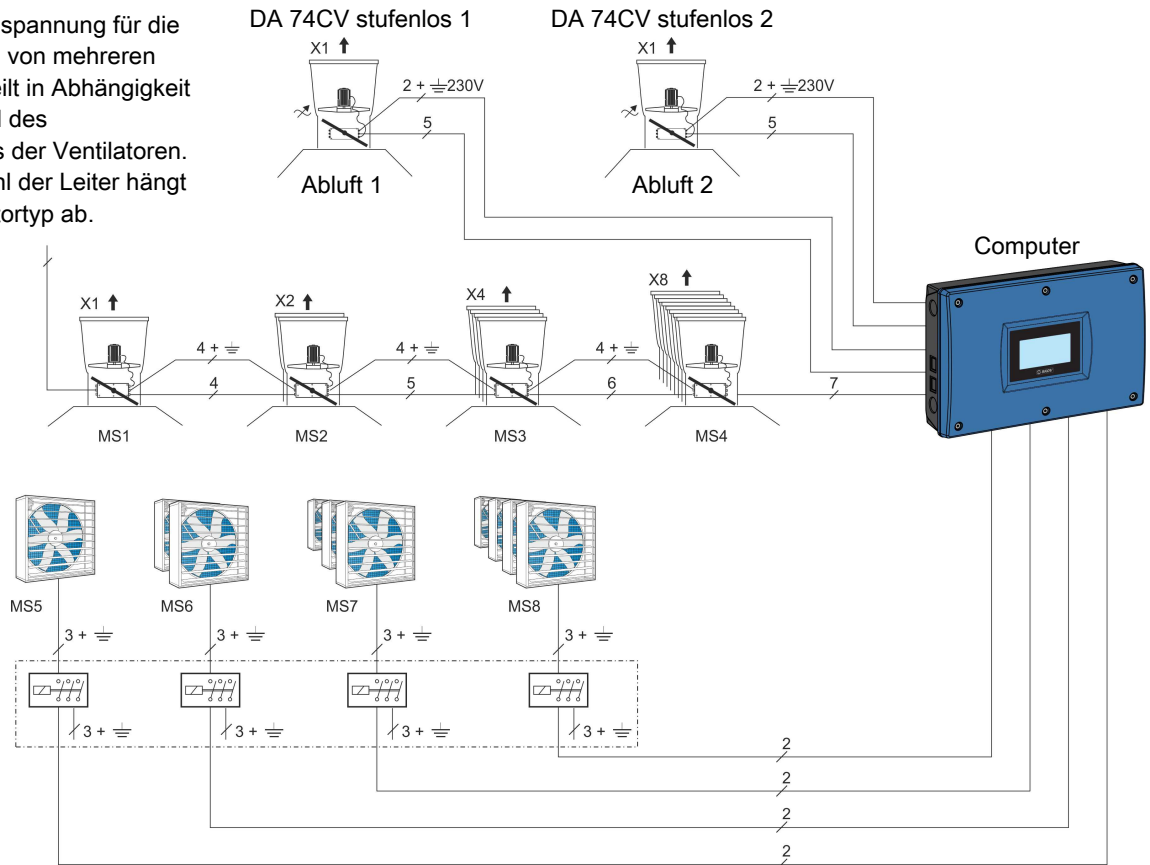 spannung für die
von mehreren
eilt in Abhängigkeit
l des
s der Ventilatoren.
hl der Leiter hängt
tortyp ab.
DA 74CV stufenlos 1
DA 74CV stufenlos 2
X1
2 + ⏚230V
5
Abluft 1
X1
2 + ⏚230V
5
Abluft 2
Computer
X1
4 + ⏚
4
MS1
X2
4 + ⏚
5
MS2
X4
4 + ⏚
6
MS3
X8
7
MS4
MS5
MS6
MS7
MS8
3 + ⏚
3 + ⏚
3 + ⏚
3 + ⏚
3 + ⏚
3 + ⏚
3 + ⏚
3 + ⏚
2
2
2
2